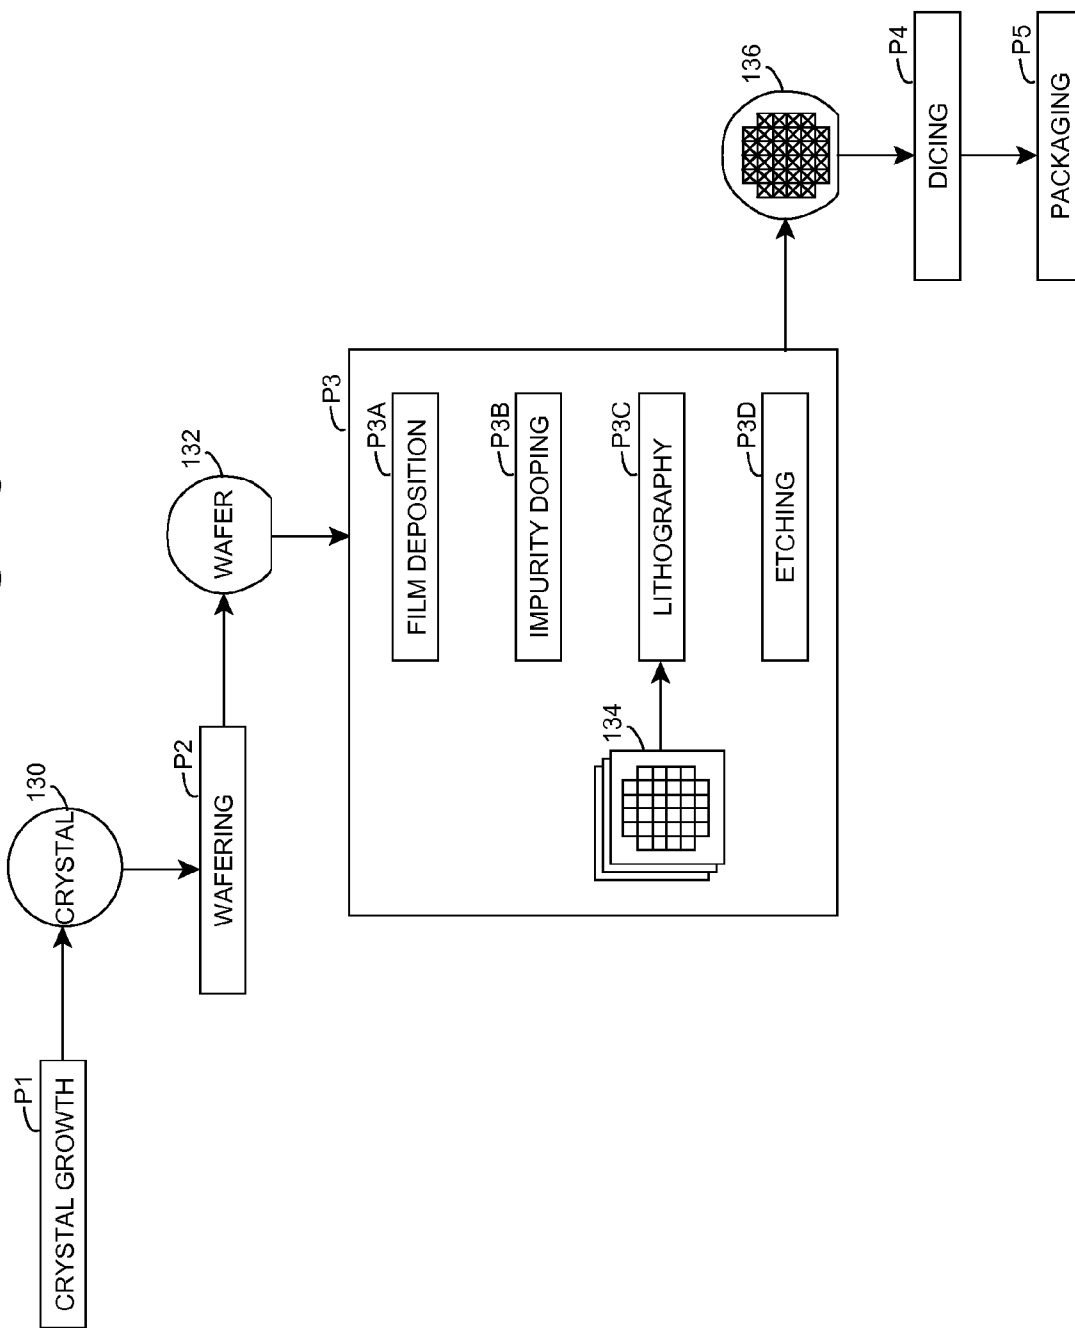 P1
CRYSTAL GROWTH
130
CRYSTAL
P2
WAFERING
132
WAFER
P3
P3A
FILM DEPOSITION
P3B
IMPURITY DOPING
134
P3C
LITHOGRAPHY
P3D
ETCHING
136
P4
DICING
P5
PACKAGING